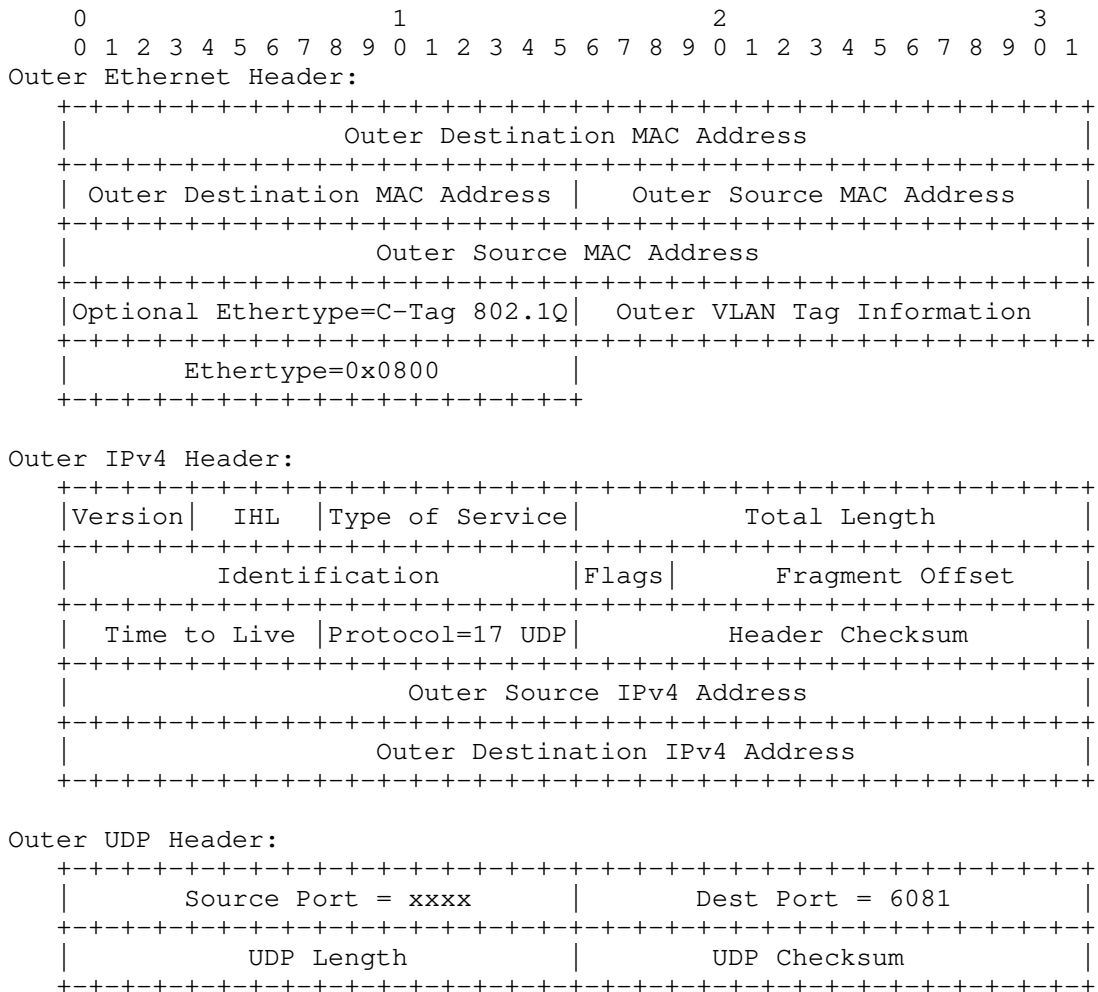 0                   1                   2                   3
    0 1 2 3 4 5 6 7 8 9 0 1 2 3 4 5 6 7 8 9 0 1 2 3 4 5 6 7 8 9 0 1
Outer Ethernet Header:
   +-+-+-+-+-+-+-+-+-+-+-+-+-+-+-+-+-+-+-+-+-+-+-+-+-+-+-+-+-+-+-+-+
   |                 Outer Destination MAC Address                 |
   +-+-+-+-+-+-+-+-+-+-+-+-+-+-+-+-+-+-+-+-+-+-+-+-+-+-+-+-+-+-+-+-+
   | Outer Destination MAC Address |   Outer Source MAC Address    |
   +-+-+-+-+-+-+-+-+-+-+-+-+-+-+-+-+-+-+-+-+-+-+-+-+-+-+-+-+-+-+-+-+
   |                   Outer Source MAC Address                    |
   +-+-+-+-+-+-+-+-+-+-+-+-+-+-+-+-+-+-+-+-+-+-+-+-+-+-+-+-+-+-+-+-+
   |Optional Ethertype=C-Tag 802.1Q|  Outer VLAN Tag Information   |
   +-+-+-+-+-+-+-+-+-+-+-+-+-+-+-+-+-+-+-+-+-+-+-+-+-+-+-+-+-+-+-+-+
   |       Ethertype=0x0800        |
   +-+-+-+-+-+-+-+-+-+-+-+-+-+-+-+-+

Outer IPv4 Header:
   +-+-+-+-+-+-+-+-+-+-+-+-+-+-+-+-+-+-+-+-+-+-+-+-+-+-+-+-+-+-+-+-+
   |Version|  IHL  |Type of Service|          Total Length         |
   +-+-+-+-+-+-+-+-+-+-+-+-+-+-+-+-+-+-+-+-+-+-+-+-+-+-+-+-+-+-+-+-+
   |         Identification        |Flags|      Fragment Offset    |
   +-+-+-+-+-+-+-+-+-+-+-+-+-+-+-+-+-+-+-+-+-+-+-+-+-+-+-+-+-+-+-+-+
   |  Time to Live |Protocol=17 UDP|         Header Checksum       |
   +-+-+-+-+-+-+-+-+-+-+-+-+-+-+-+-+-+-+-+-+-+-+-+-+-+-+-+-+-+-+-+-+
   |                     Outer Source IPv4 Address                 |
   +-+-+-+-+-+-+-+-+-+-+-+-+-+-+-+-+-+-+-+-+-+-+-+-+-+-+-+-+-+-+-+-+
   |                   Outer Destination IPv4 Address              |
   +-+-+-+-+-+-+-+-+-+-+-+-+-+-+-+-+-+-+-+-+-+-+-+-+-+-+-+-+-+-+-+-+

Outer UDP Header:
   +-+-+-+-+-+-+-+-+-+-+-+-+-+-+-+-+-+-+-+-+-+-+-+-+-+-+-+-+-+-+-+-+
   |       Source Port = xxxx      |       Dest Port = 6081        |
   +-+-+-+-+-+-+-+-+-+-+-+-+-+-+-+-+-+-+-+-+-+-+-+-+-+-+-+-+-+-+-+-+
   |           UDP Length          |        UDP Checksum           |
   +-+-+-+-+-+-+-+-+-+-+-+-+-+-+-+-+-+-+-+-+-+-+-+-+-+-+-+-+-+-+-+-+